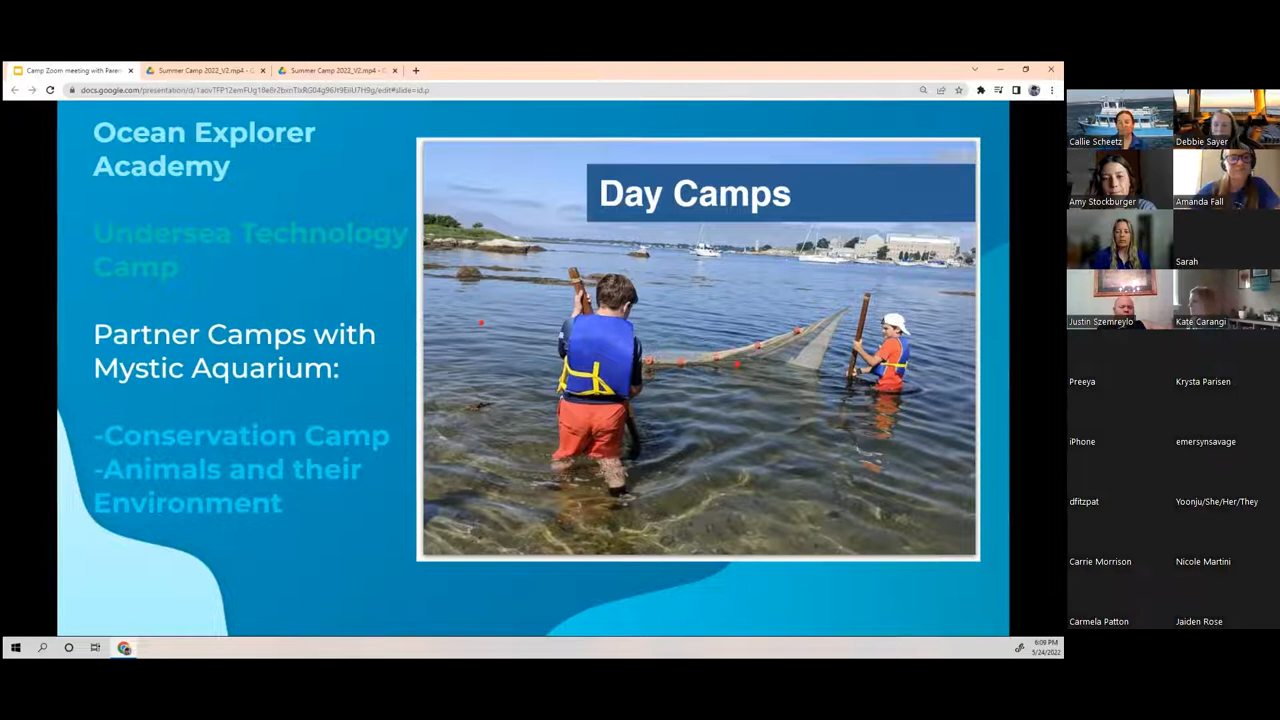 Camp Zoom meeting with Paren
Summer Camp 2022_V2.mp4 - G
Summer Camp 2022_V2.mp4 - G
Ocean Explorer
Academy
Undersea Technology
Camp
Partner Camps with
Mystic Aquarium:
-Conservation Camp
-Animals and their
Environment
Day Camps
Callie Scheetz
Debbie Sayer
Amy Stockburger
Amanda Fall
Sarah
Justin Szemreylo
Kate Carangi
Preeya
Krysta Parisen
iPhone
emersynsavage
dfitzpat
Yoonju/She/Her/They
Carrie Morrison
Nicole Martini
Carmela Patton
Jaiden Rose
6:09 PM
5/24/2022